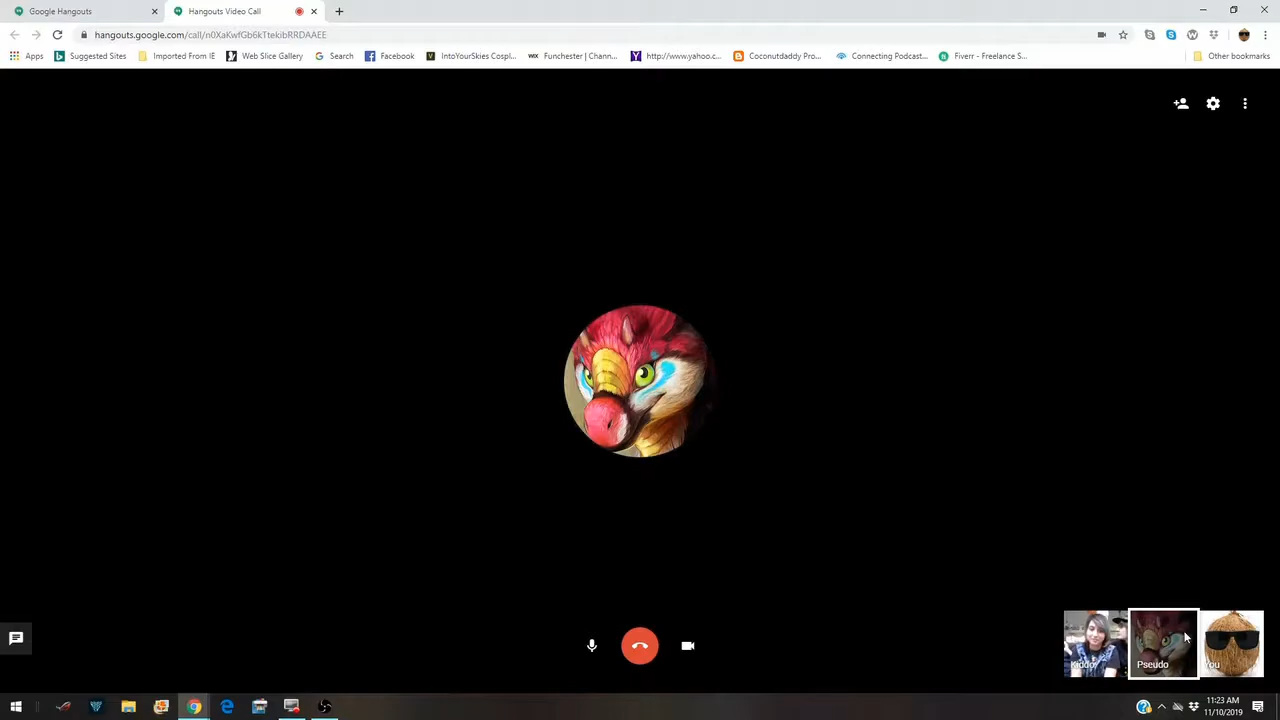 Google Hangouts
Hangouts Video Call
hangouts.google.com/call/n0XaKwfGb6kTtekibRRDAAEE
Apps
Suggested Sites
Imported From IE
Web Slice Gallery
Search
Facebook
IntoYourSkies Cospl...
WIX
Funchester | Chann...
http://www.yahoo.c...
Coconutdaddy Pro...
Connecting Podcast...
Fiverr - Freelance S...
Other bookmarks
Kiddo
Pseudo
You
11:23 AM
11/10/2019